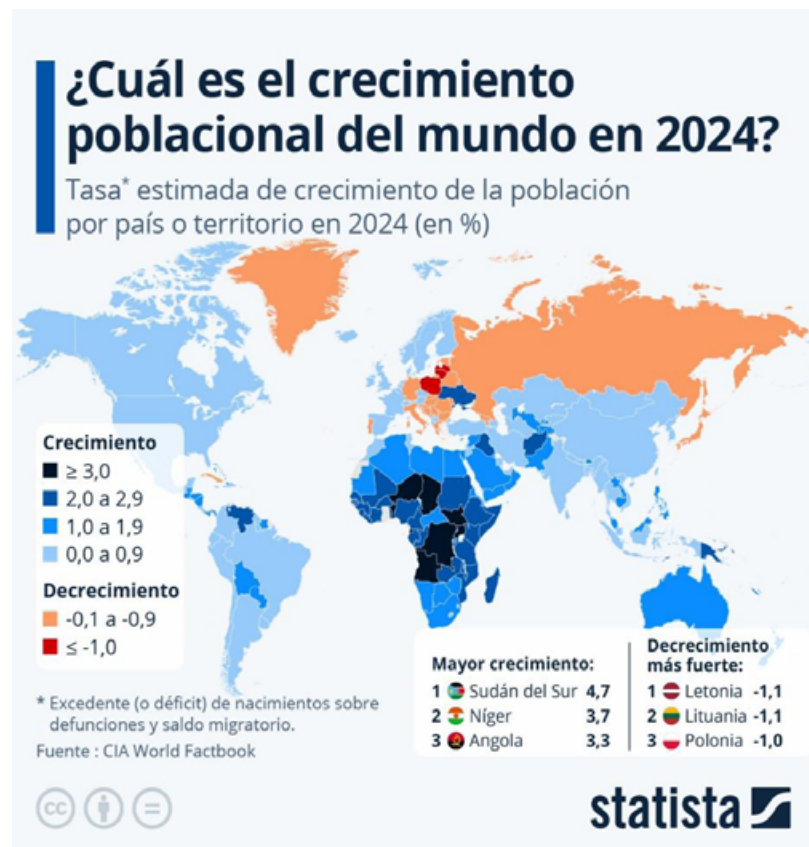 ¿Cuál es el crecimiento
poblacional del mundo en 2024?
Tasa* estimada de crecimiento de la población
por país o territorio en 2024 (en %)
Crecimiento
≥ 3,0
2,0 a 2,9
1,0 a 1,9
0,0 a 0,9
Decrecimiento
-0,1 a -0,9
≤ -1,0
Mayor crecimiento:
1 Sudán del Sur 4,7
2 Níger 3,7
3 Angola 3,3
Decrecimiento
más fuerte:
1 Letonia -1,1
2 Lituania -1,1
3 Polonia -1,0
* Excedente (o déficit) de nacimientos sobre
defunciones y saldo migratorio.
Fuente : CIA World Factbook
cc
statista